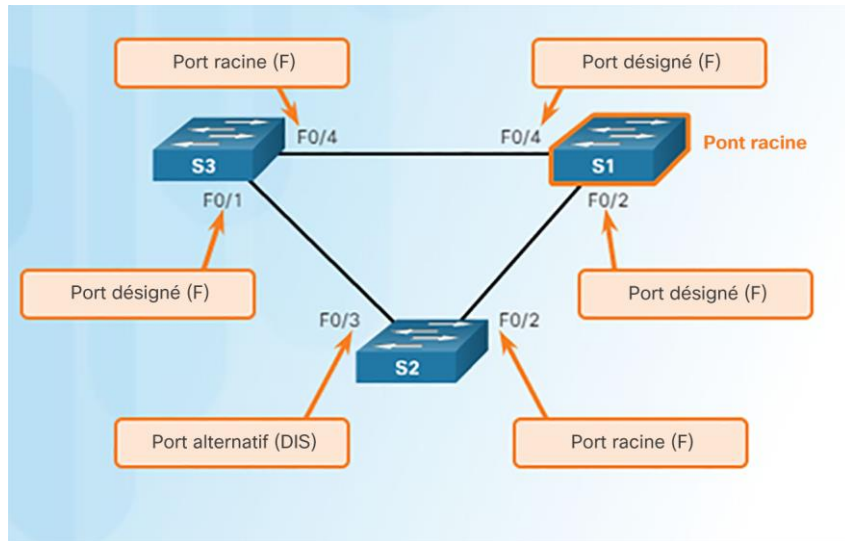 Port racine (F)
Port désigné (F)
F0/4
F0/4
Pont racine
S3
S1
F0/1
F0/2
Port désigné (F)
Port désigné (F)
F0/3
F0/2
S2
Port alternatif (DIS)
Port racine (F)